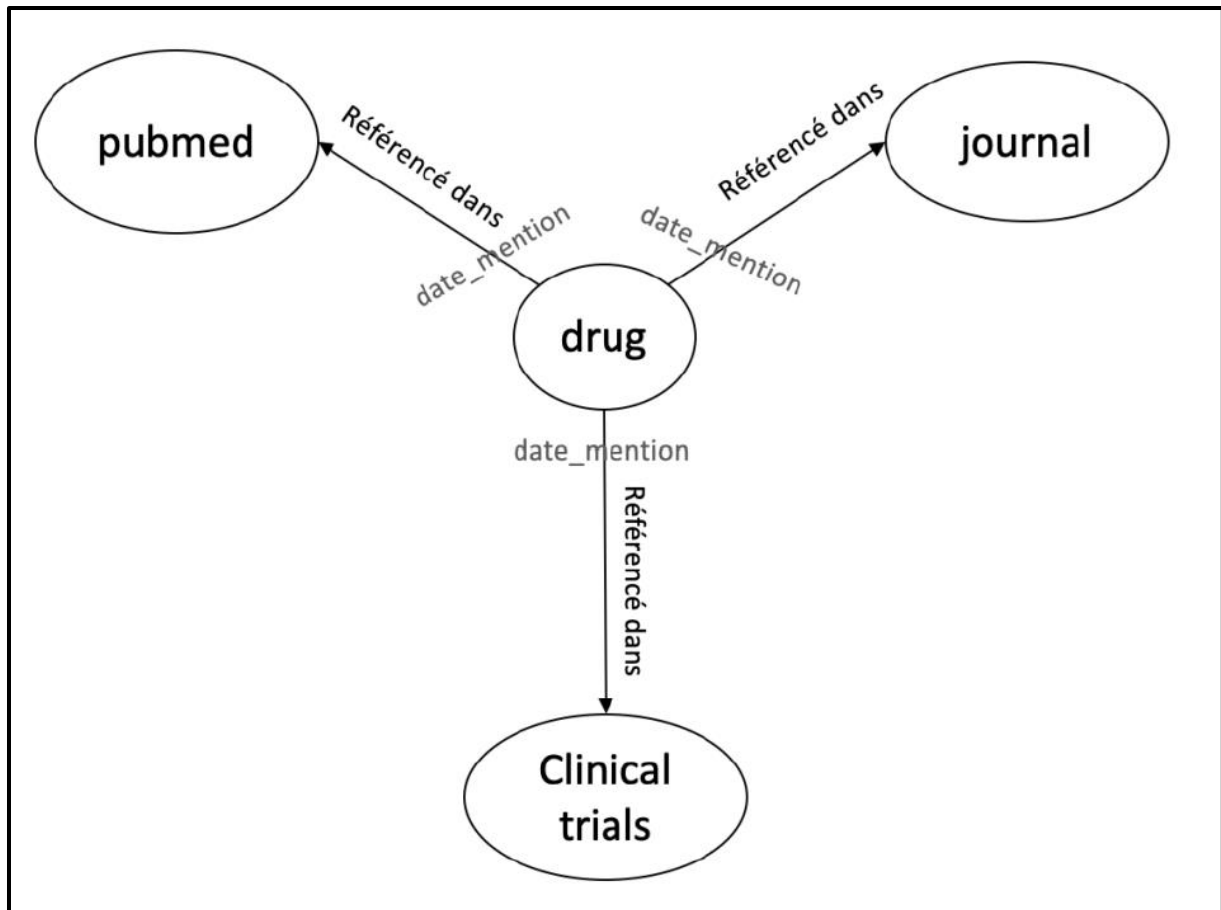 pubmed
Référencé dans
date_mention
journal
Référencé dans
date_mention
drug
date_mention
Référencé dans
Clinical
trials